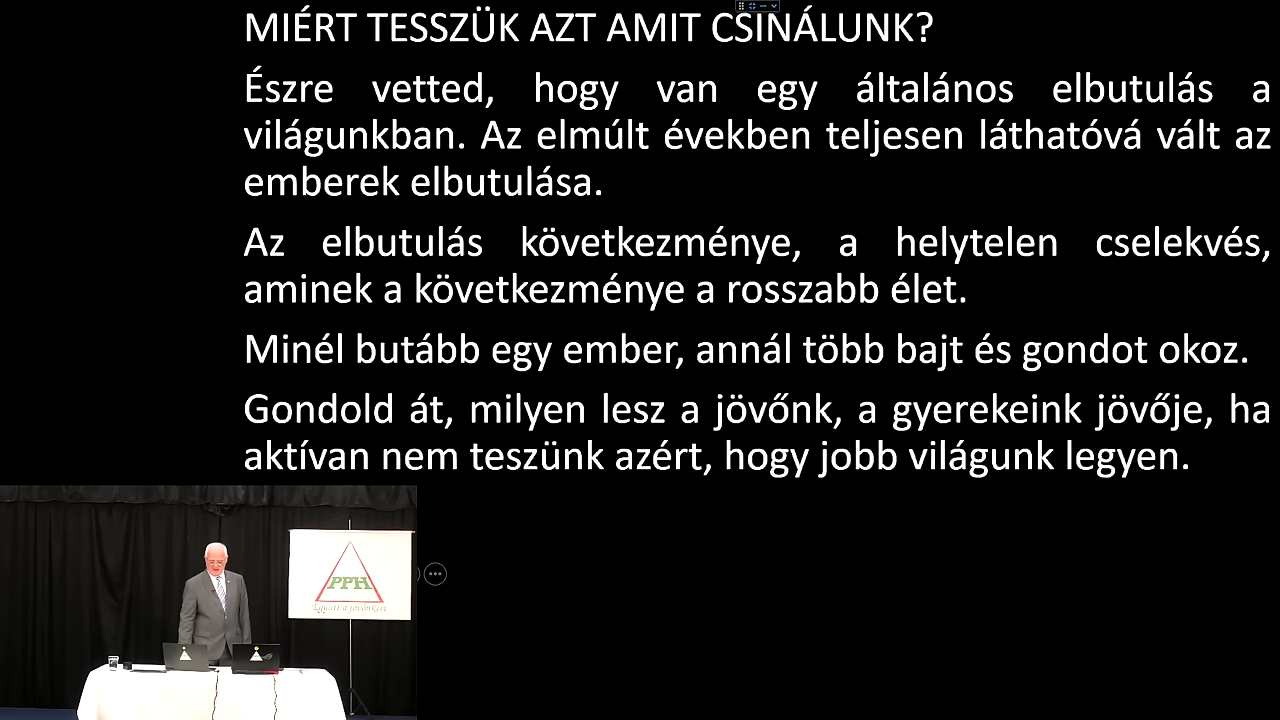 MIÉRT TESSZÜK AZT AMIT CSINÁLUNK?
Észre vetted, hogy van egy általános elbutulás a
világunkban. Az elmúlt években teljesen láthatóvá vált az
emberek elbutulása.
Az elbutulás következménye, a helytelen cselekvés,
aminek a következménye a rosszabb élet.
Minél butább egy ember, annál több bajt és gondot okoz.
Gondold át, milyen lesz a jövőnk, a gyerekeink jövője, ha
aktívan nem teszünk azért, hogy jobb világunk legyen.
PPH
Együtt a jövőnkért